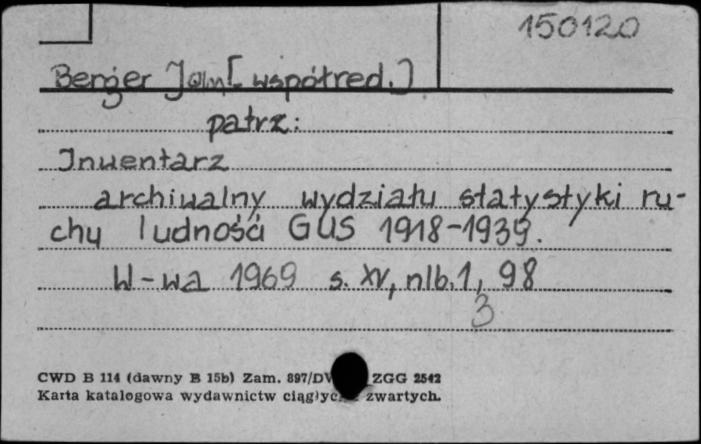 150120
Berger Jan [współred.]
patrz:
Inwentarz
archiwalny wydziału statystyki ru-
chu ludności GUS 1918-1939.
W-wa 1969 s. XV, nlb.1, 98
3
CWD B 114 (dawny B 15b) Zam. 897/DW ZGG 2542
Karta katalogowa wydawnictw ciągłych zwartych.